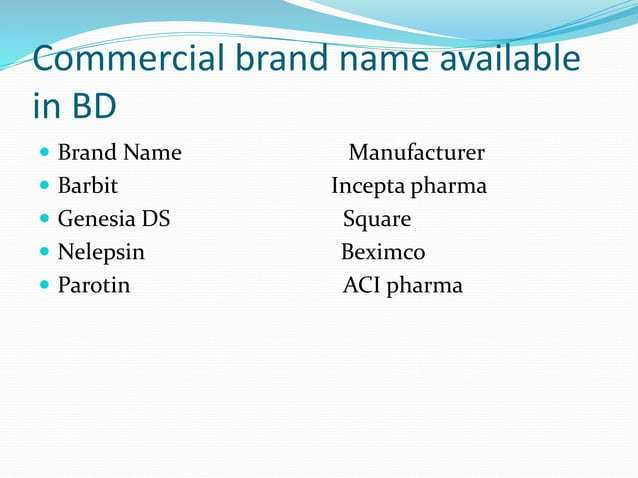 Commercial brand name available
in BD
Brand Name Manufacturer
Barbit Incepta pharma
Genesia DS Square
Nelepsin Beximco
Parotin ACI pharma